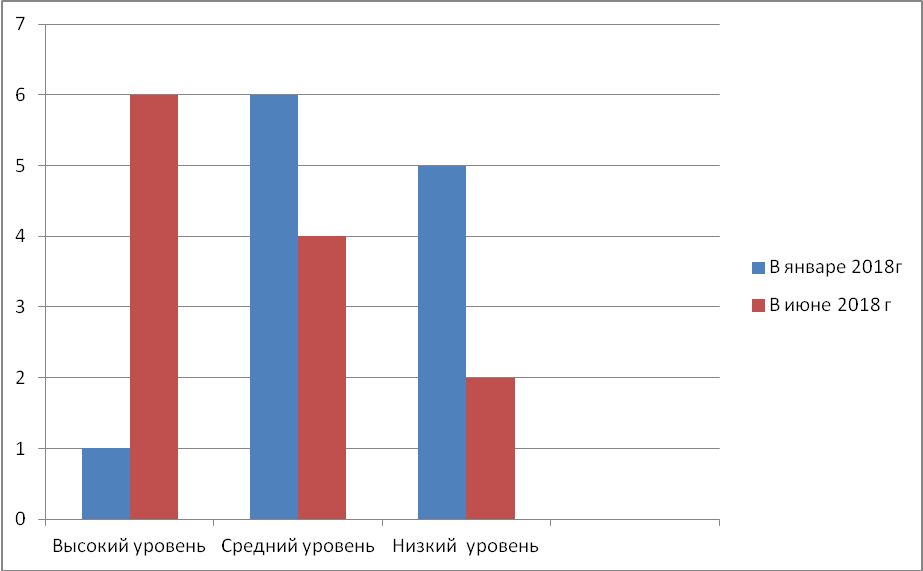 7
6
5
4
3
2
1
0
Высокий уровень
Средний уровень
Низкий  уровень
В январе 2018г
В июне 2018 г